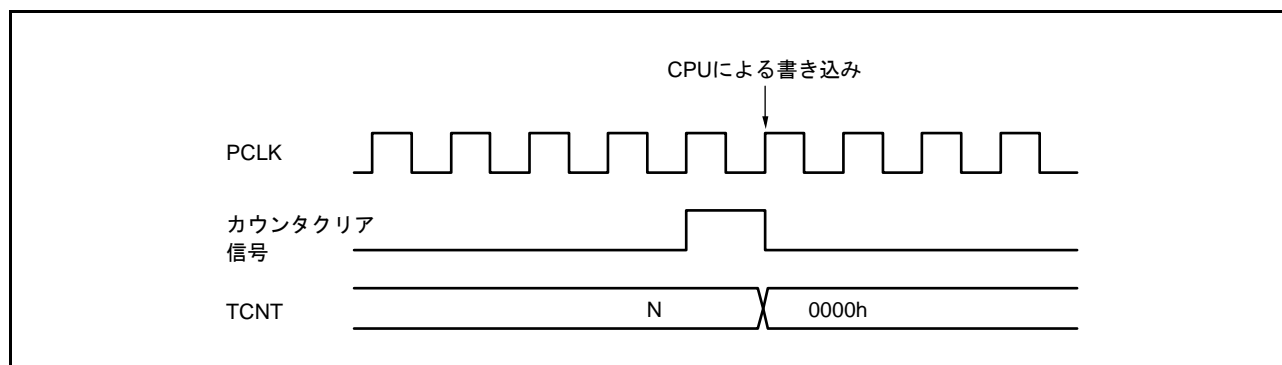 CPUによる書き込み
PCLK
カウンタクリア
信号
TCNT
N
0000h